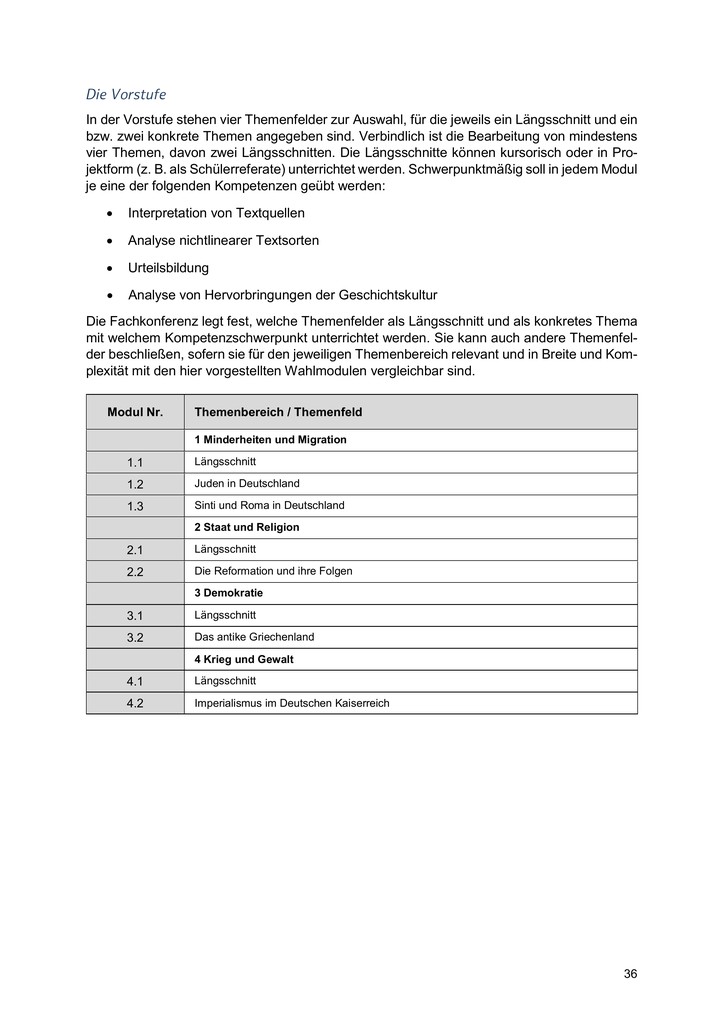 Die Vorstufe
In der Vorstufe stehen vier Themenfelder zur Auswahl, für die jeweils ein Längsschnitt und ein
bzw. zwei konkrete Themen angegeben sind. Verbindlich ist die Bearbeitung von mindestens
vier Themen, davon zwei Längsschnitten. Die Längsschnitte können kursorisch oder in Pro-
jektform (z. B. als Schülerreferate) unterrichtet werden. Schwerpunktmäßig soll in jedem Modul
je eine der folgenden Kompetenzen geübt werden:
• Interpretation von Textquellen
• Analyse nichtlinearer Textsorten
• Urteilsbildung
• Analyse von Hervorbringungen der Geschichtskultur
Die Fachkonferenz legt fest, welche Themenfelder als Längsschnitt und als konkretes Thema
mit welchem Kompetenzschwerpunkt unterrichtet werden. Sie kann auch andere Themenfel-
der beschließen, sofern sie für den jeweiligen Themenbereich relevant und in Breite und Kom-
plexität mit den hier vorgestellten Wahlmodulen vergleichbar sind.
Modul Nr. Themenbereich / Themenfeld
1 Minderheiten und Migration
1.1 Längsschnitt
1.2 Juden in Deutschland
1.3 Sinti und Roma in Deutschland
2 Staat und Religion
2.1 Längsschnitt
2.2 Die Reformation und ihre Folgen
3 Demokratie
3.1 Längsschnitt
3.2 Das antike Griechenland
4 Krieg und Gewalt
4.1 Längsschnitt
4.2 Imperialismus im Deutschen Kaiserreich
36